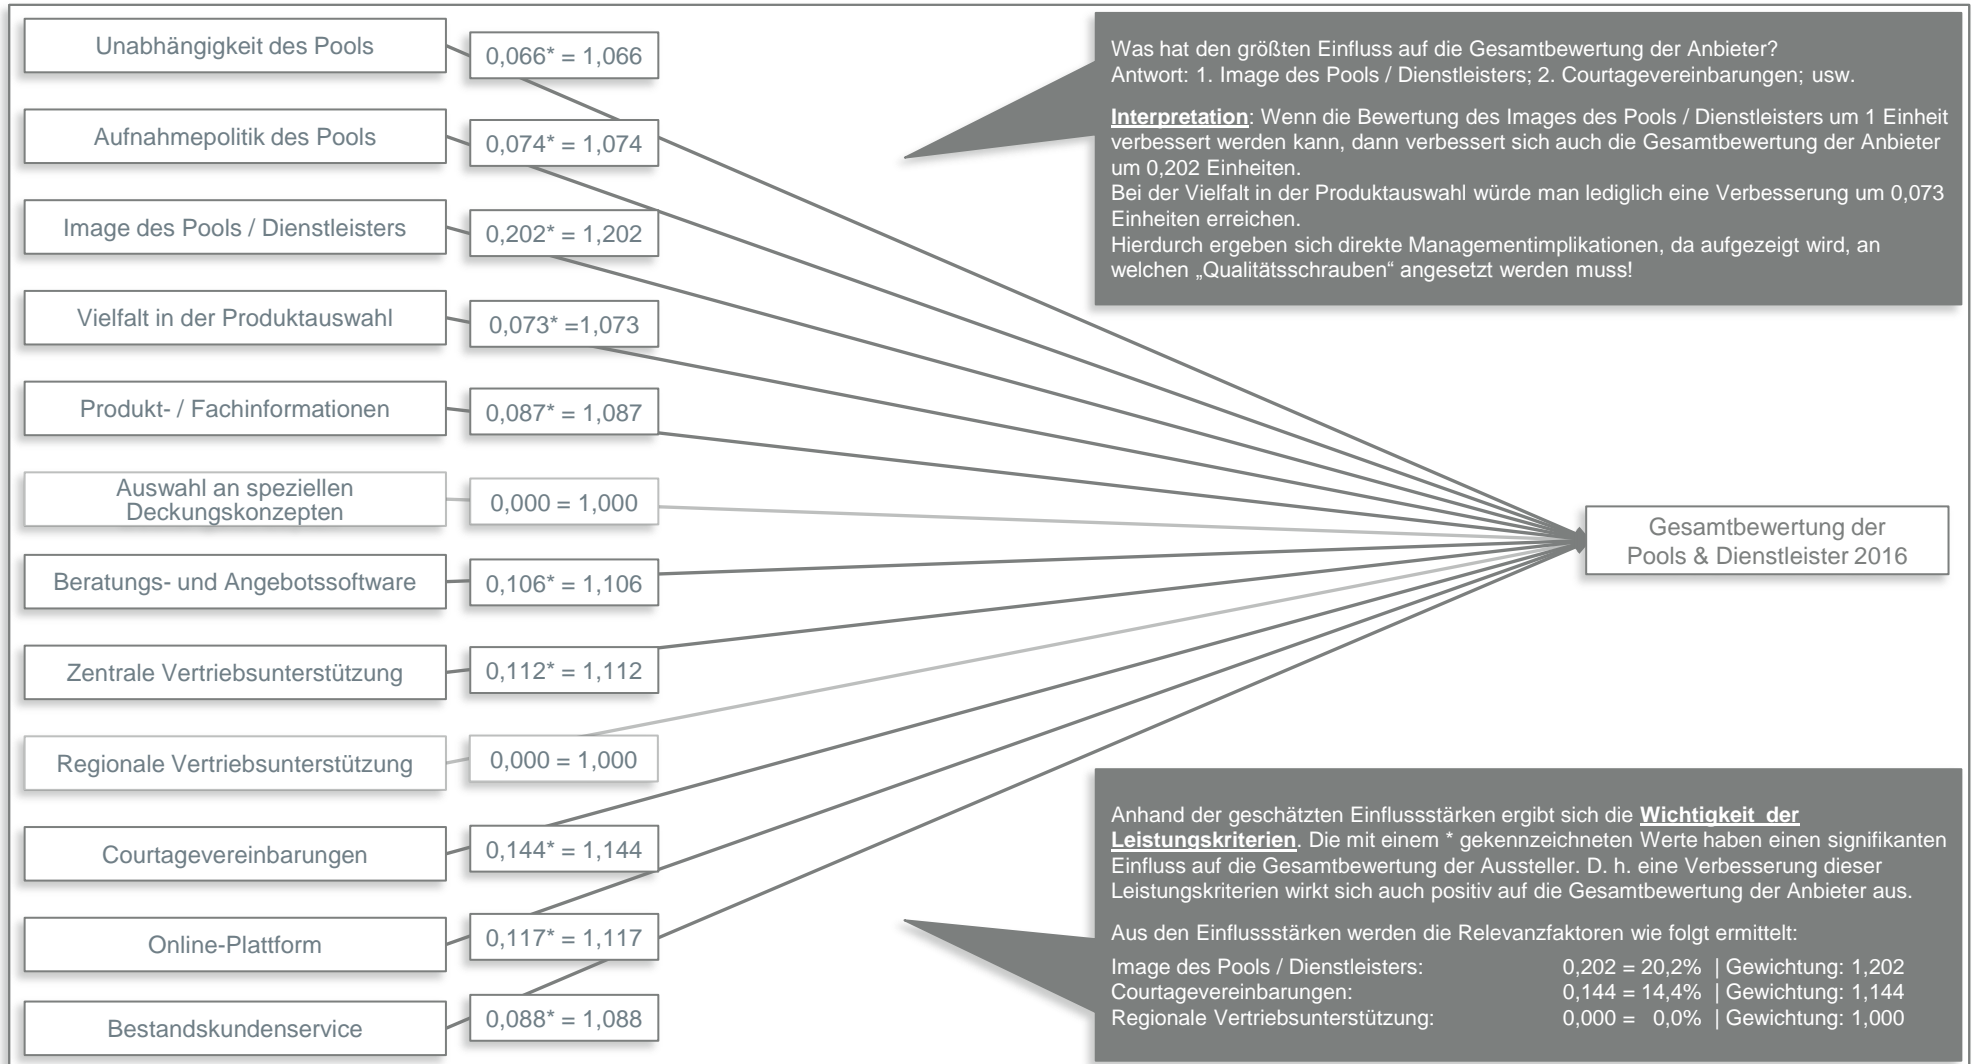 Unabhängigkeit des Pools
0,066* = 1,066
Aufnahmepolitik des Pools
0,074* = 1,074
Image des Pools / Dienstleisters
0,202* = 1,202
Vielfalt in der Produktauswahl
0,073* =1,073
Produkt- / Fachinformationen
0,087* = 1,087
Auswahl an speziellen
Deckungskonzepten
0,000 = 1,000
Beratungs- und Angebotssoftware
0,106* = 1,106
Zentrale Vertriebsunterstützung
0,112* = 1,112
Regionale Vertriebsunterstützung
0,000 = 1,000
Courtagevereinbarungen
0,144* = 1,144
Online-Plattform
0,117* = 1,117
Bestandskundenservice
0,088* = 1,088
Was hat den größten Einfluss auf die Gesamtbewertung der Anbieter?
Antwort: 1. Image des Pools / Dienstleisters; 2. Courtagevereinbarungen; usw.
Interpretation: Wenn die Bewertung des Images des Pools / Dienstleisters um 1 Einheit
verbessert werden kann, dann verbessert sich auch die Gesamtbewertung der Anbieter
um 0,202 Einheiten.
Bei der Vielfalt in der Produktauswahl würde man lediglich eine Verbesserung um 0,073
Einheiten erreichen.
Hierdurch ergeben sich direkte Managementimplikationen, da aufgezeigt wird, an
welchen „Qualitätsschrauben“ angesetzt werden muss!
Gesamtbewertung der
Pools & Dienstleister 2016
Anhand der geschätzten Einflussstärken ergibt sich die Wichtigkeit der
Leistungskriterien. Die mit einem * gekennzeichneten Werte haben einen signifikanten
Einfluss auf die Gesamtbewertung der Aussteller. D. h. eine Verbesserung dieser
Leistungskriterien wirkt sich auch positiv auf die Gesamtbewertung der Anbieter aus.
Aus den Einflussstärken werden die Relevanzfaktoren wie folgt ermittelt:
Image des Pools / Dienstleisters: 0,202 = 20,2% | Gewichtung: 1,202
Courtagevereinbarungen: 0,144 = 14,4% | Gewichtung: 1,144
Regionale Vertriebsunterstützung: 0,000 = 0,0% | Gewichtung: 1,000